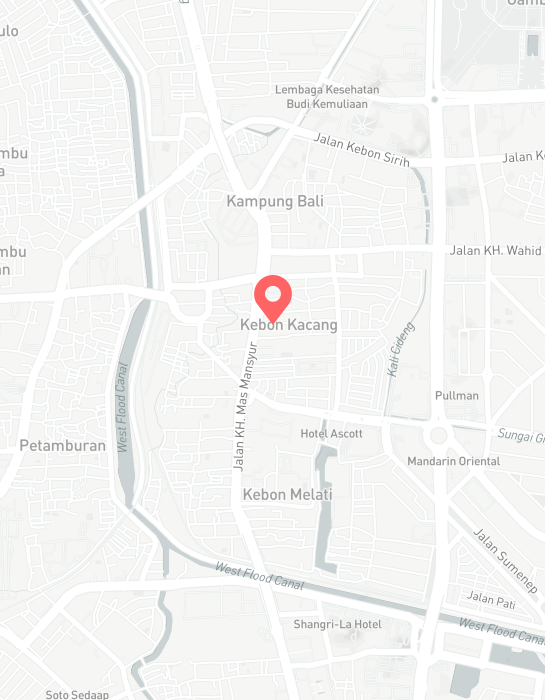 Gamb
ulo
Lembaga Kesehatan
Budi Kemuliaan
Jalan Kebon Sirih
mbu
a
Jalan Ke
Kampung Bali
mbu
an
Jalan KH. Wahid
Kebon Kacang
Kali Cideng
West Flood Canal
Jalan KH. Mas Mansyur
Pullman
Hotel Ascott
Sungai Gr
Petamburan
Mandarin Oriental
Kebon Melati
Jalan Sumenep
West Flood Canal
Jalan Pati
Shangri-La Hotel
West Flood Canal
Soto Sedaap